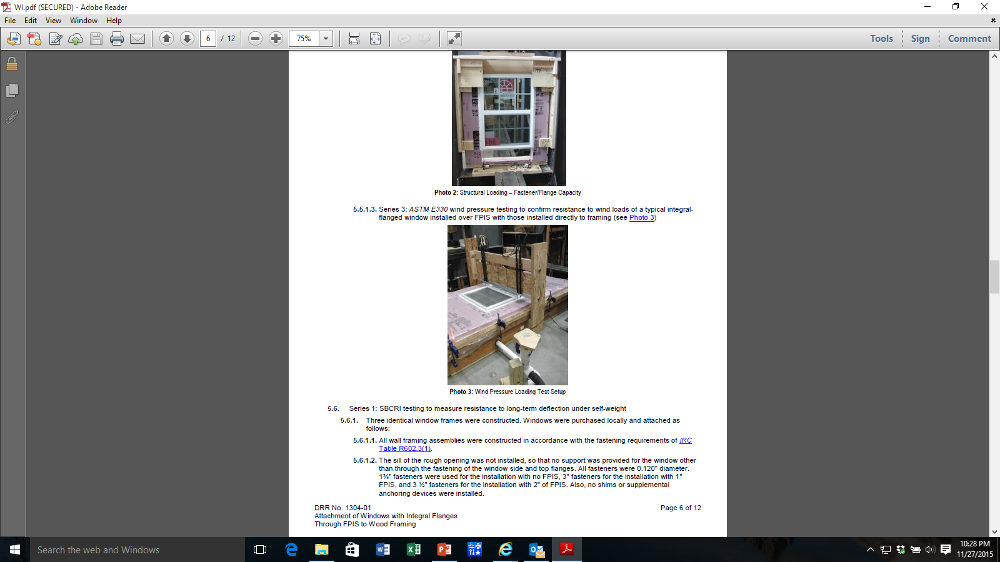 WI.pdf (SECURED) - Adobe Reader
File Edit View Window Help
6 / 12 75% Tools Sign Comment
Photo 2: Structural Loading – Fastener/Flange Capacity
5.5.1.3. Series 3: ASTM E330 wind pressure testing to confirm resistance to wind loads of a typical integral-
flanged window installed over FPIS with those installed directly to framing (see Photo 3)
Photo 3: Wind Pressure Loading Test Setup
5.6. Series 1: SBCRI testing to measure resistance to long-term deflection under self-weight
5.6.1. Three identical window frames were constructed. Windows were purchased locally and attached as
follows:
5.6.1.1. All wall framing assemblies were constructed in accordance with the fastening requirements of IRC
Table R602.3(1).
5.6.1.2. The sill of the rough opening was not installed, so that no support was provided for the window other
than through the fastening of the window side and top flanges. All fasteners were 0.120" diameter.
1¾" fasteners were used for the installation with no FPIS, 3" fasteners for the installation with 1"
FPIS, and 3 ½" fasteners for the installation with 2" of FPIS. Also, no shims or supplemental
anchoring devices were installed.
DRR No. 1304-01 Page 6 of 12
Attachment of Windows with Integral Flanges
Through FPIS to Wood Framing
Search the web and Windows
10:28 PM
11/27/2015